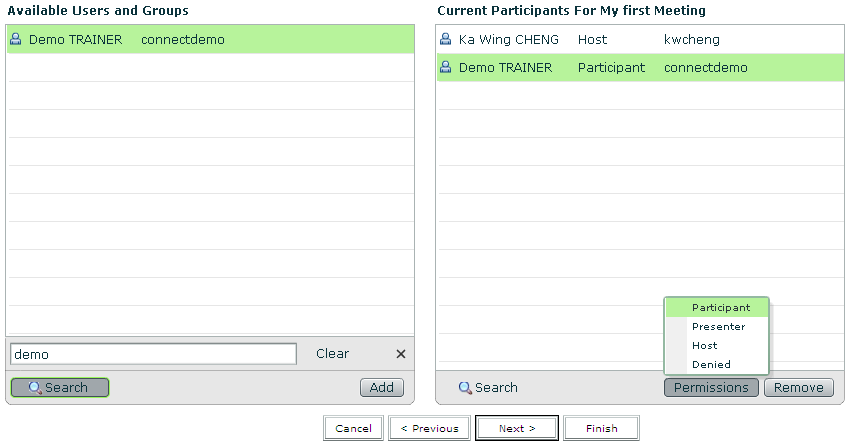 Available Users and Groups
Demo TRAINER connectdemo
demo
Clear
Search
Add
Current Participants For My first Meeting
Ka Wing CHENG Host kwcheng
Demo TRAINER Participant connectdemo
Participant
Presenter
Host
Denied
Search
Permissions
Remove
Cancel
< Previous
Next >
Finish